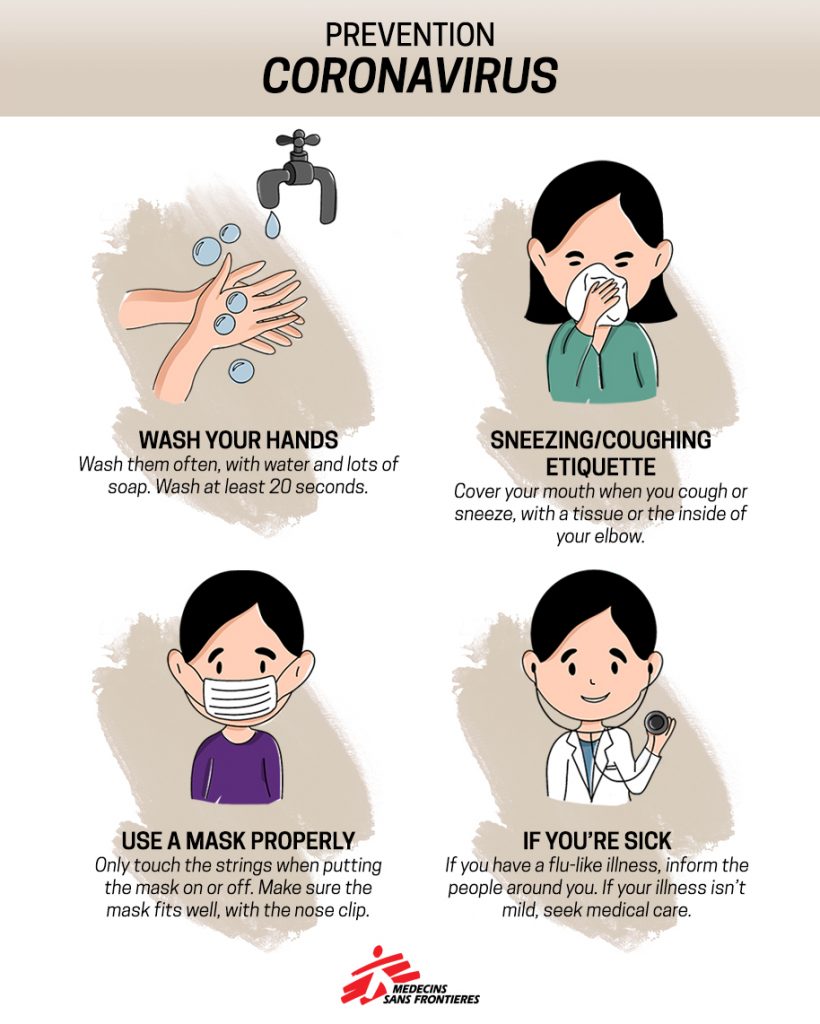 PREVENTION
CORONAVIRUS
WASH YOUR HANDS
Wash them often, with water and lots of
soap. Wash at least 20 seconds.
SNEEZING/COUGHING
ETIQUETTE
Cover your mouth when you cough or
sneeze, with a tissue or the inside of
your elbow.
USE A MASK PROPERLY
Only touch the strings when putting
the mask on or off. Make sure the
mask fits well, with the nose clip.
IF YOU’RE SICK
If you have a flu-like illness, inform the
people around you. If your illness isn’t
mild, seek medical care.
MEDECINS
SANS FRONTIERES